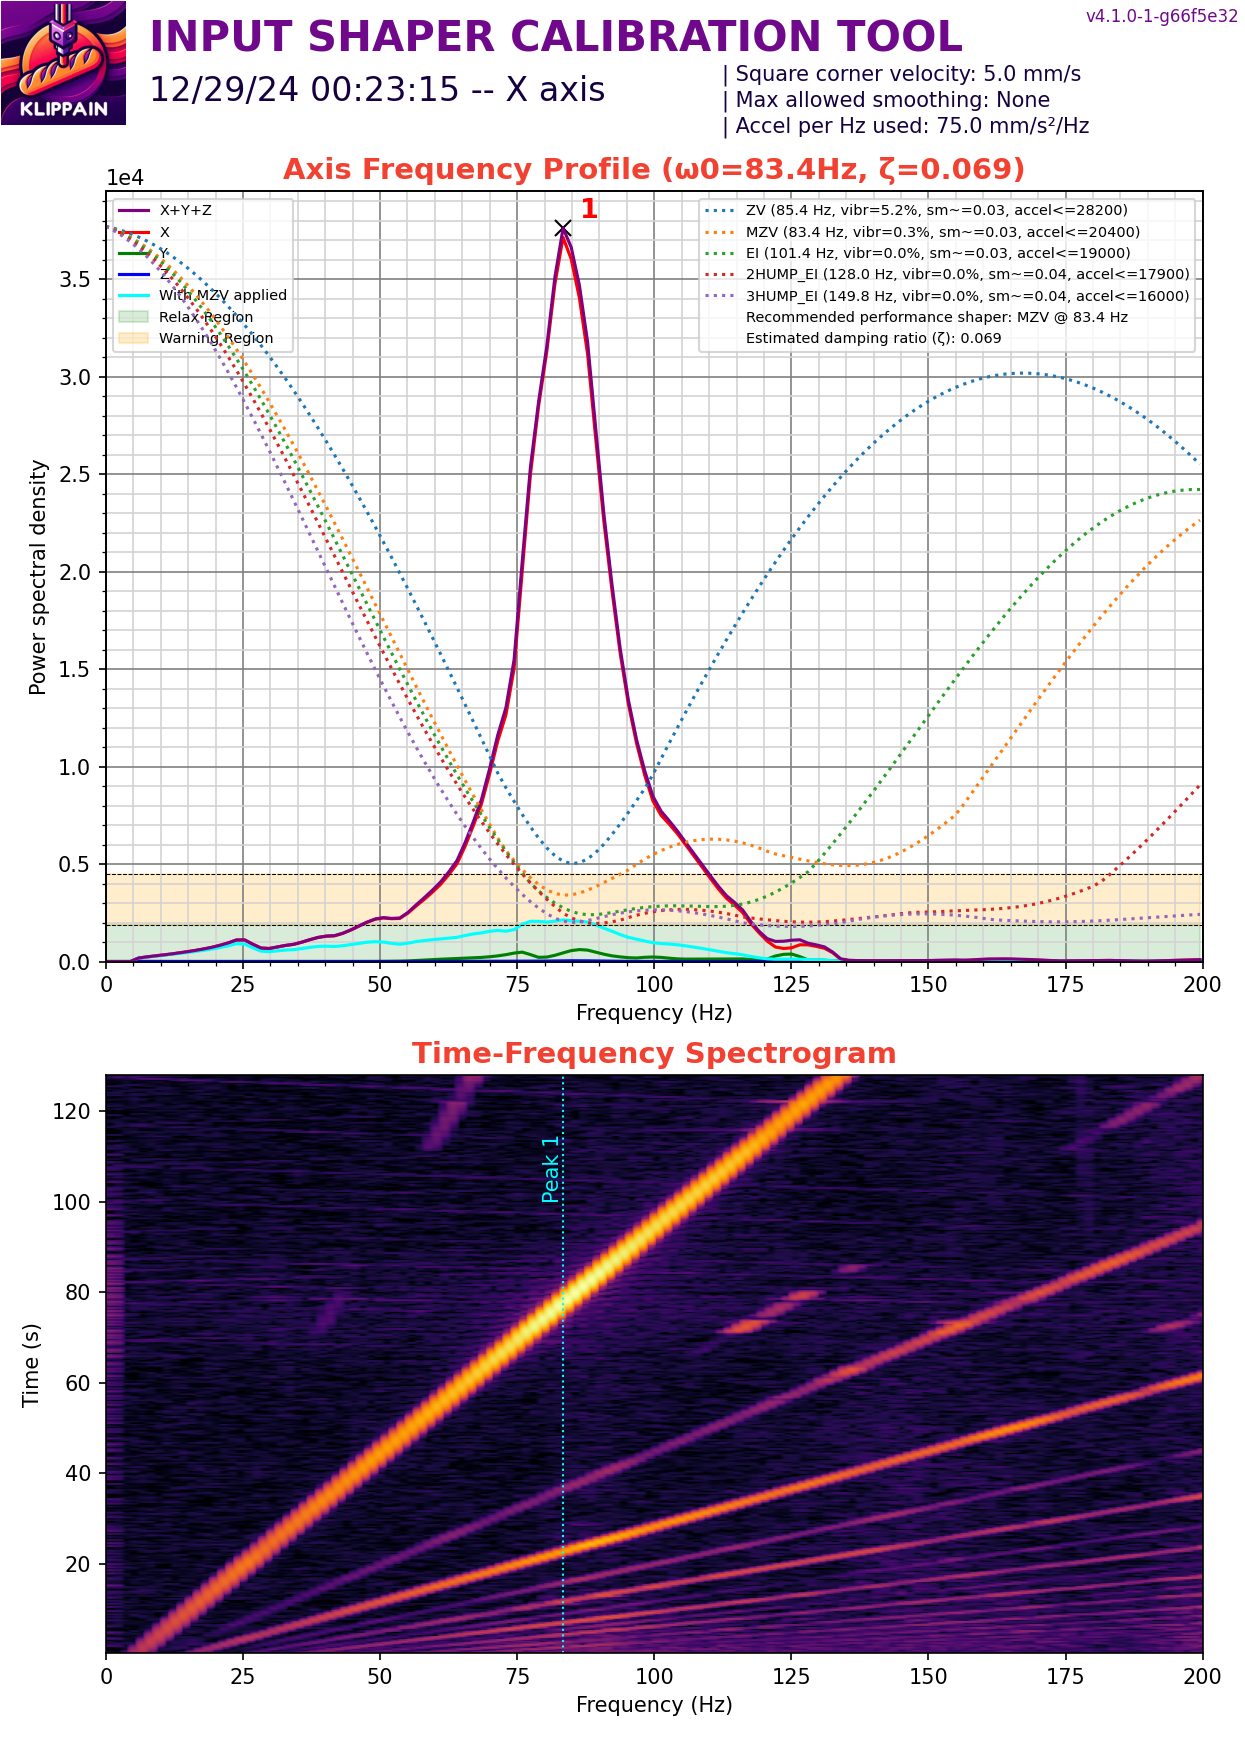 v4.1.0-1-g66f5e32
INPUT SHAPER CALIBRATION TOOL
12/29/24 00:23:15 -- X axis
| Square corner velocity: 5.0 mm/s
| Max allowed smoothing: None
| Accel per Hz used: 75.0 mm/s²/Hz
KLIPPAIN
Axis Frequency Profile (ω0=83.4Hz, ζ=0.069)
1e4
1
X+Y+Z
X
Y
Z
With MZV applied
Relax Region
Warning Region
ZV (85.4 Hz, vibr=5.2%, sm~=0.03, accel<=28200)
MZV (83.4 Hz, vibr=0.3%, sm~=0.03, accel<=20400)
EI (101.4 Hz, vibr=0.0%, sm~=0.03, accel<=19000)
2HUMP_EI (128.0 Hz, vibr=0.0%, sm~=0.04, accel<=17900)
3HUMP_EI (149.8 Hz, vibr=0.0%, sm~=0.04, accel<=16000)
Recommended performance shaper: MZV @ 83.4 Hz
Estimated damping ratio (ζ): 0.069
Power spectral density
3.5
3.0
2.5
2.0
1.5
1.0
0.5
0.0
0 25 50 75 100 125 150 175 200
Frequency (Hz)
Time-Frequency Spectrogram
Peak 1
Time (s)
120
100
80
60
40
20
0 25 50 75 100 125 150 175 200
Frequency (Hz)